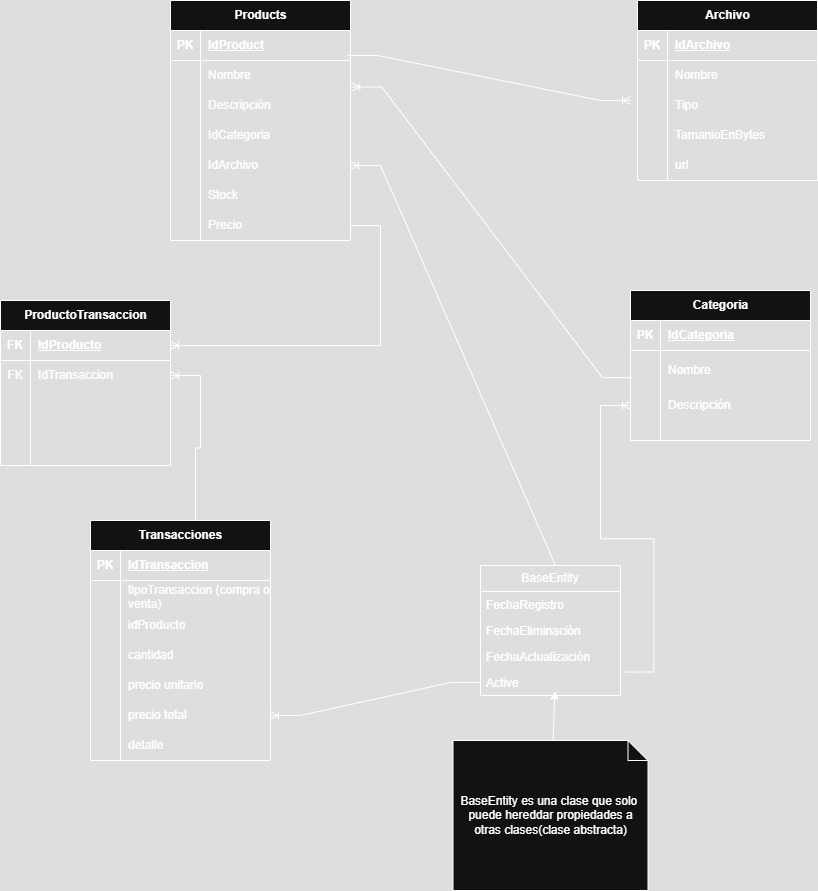 Products
PK IdProduct
Nombre
Descripción
IdCategoria
IdArchivo
Stock
Precio
Archivo
PK IdArchivo
Nombre
Tipo
TamanioEnBytes
url
ProductoTransaccion
FK IdProducto
FK IdTransaccion
Categoria
PK IdCategoria
Nombre
Descripción
Transacciones
PK IdTransaccion
tipoTransaccion (compra o
venta)
idProducto
cantidad
precio unitario
precio total
detalle
BaseEntity
FechaRegistro
FechaEliminación
FechaActualización
Active
BaseEntity es una clase que solo
puede hereddar propiedades a
otras clases(clase abstracta)